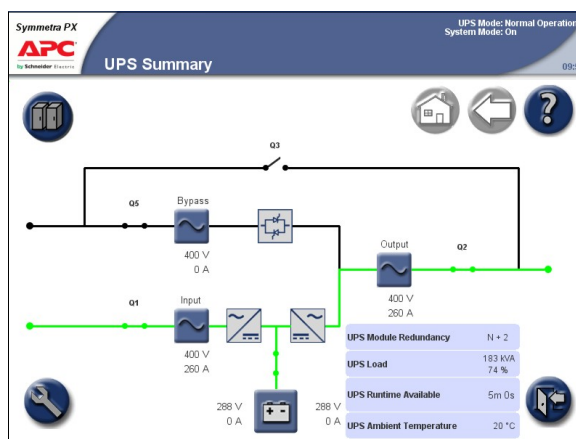 Symmetra PX
UPS Mode: Normal Operation
System Mode: On
APC
by Schneider Electric
UPS Summary
09:
?
Q3
Q5
Bypass
400 V
0 A
Output
Q2
400 V
260 A
Q1
Input
400 V
260 A
UPS Module Redundancy N + 2
UPS Load 183 kVA
74 %
UPS Runtime Available 5m 0s
UPS Ambient Temperature 20 °C
288 V
0 A
288 V
0 A